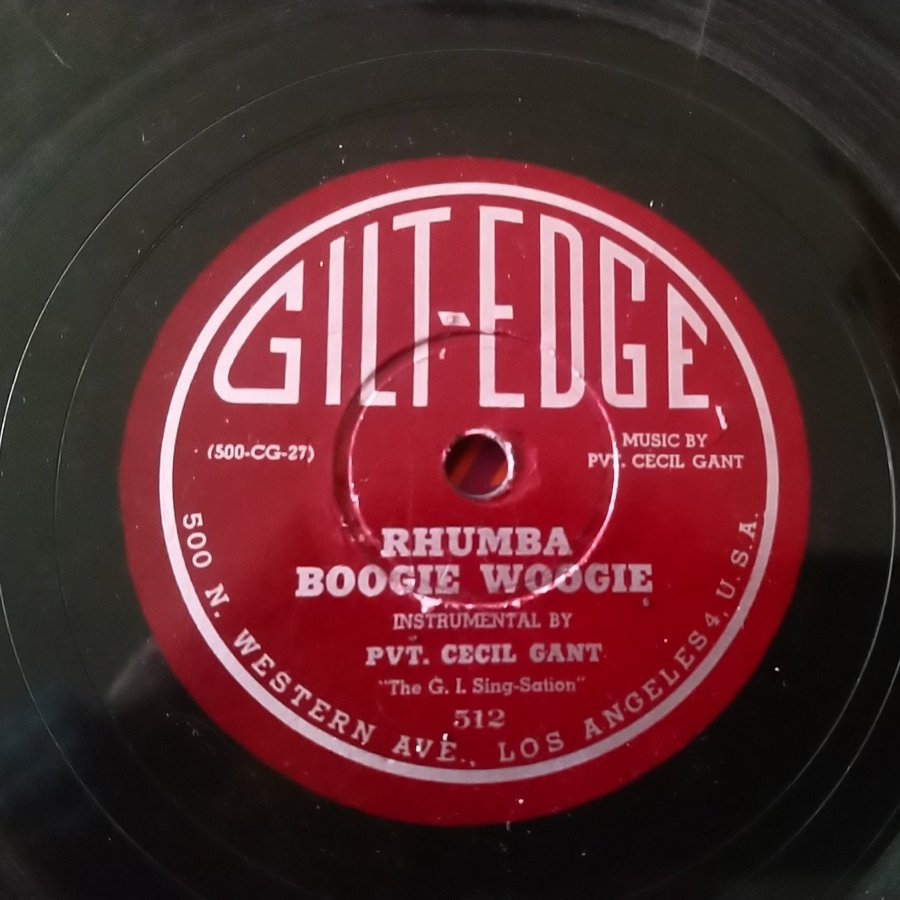 GILT-EDGE
(500-CG-27)
MUSIC BY
PVT. CECIL GANT
RHUMBA
BOOGIE WOOGIE
INSTRUMENTAL BY
PVT. CECIL GANT
"The G. I. Sing-Sation"
512
500 N. WESTERN AVE., LOS ANGELES 4, U.S.A.